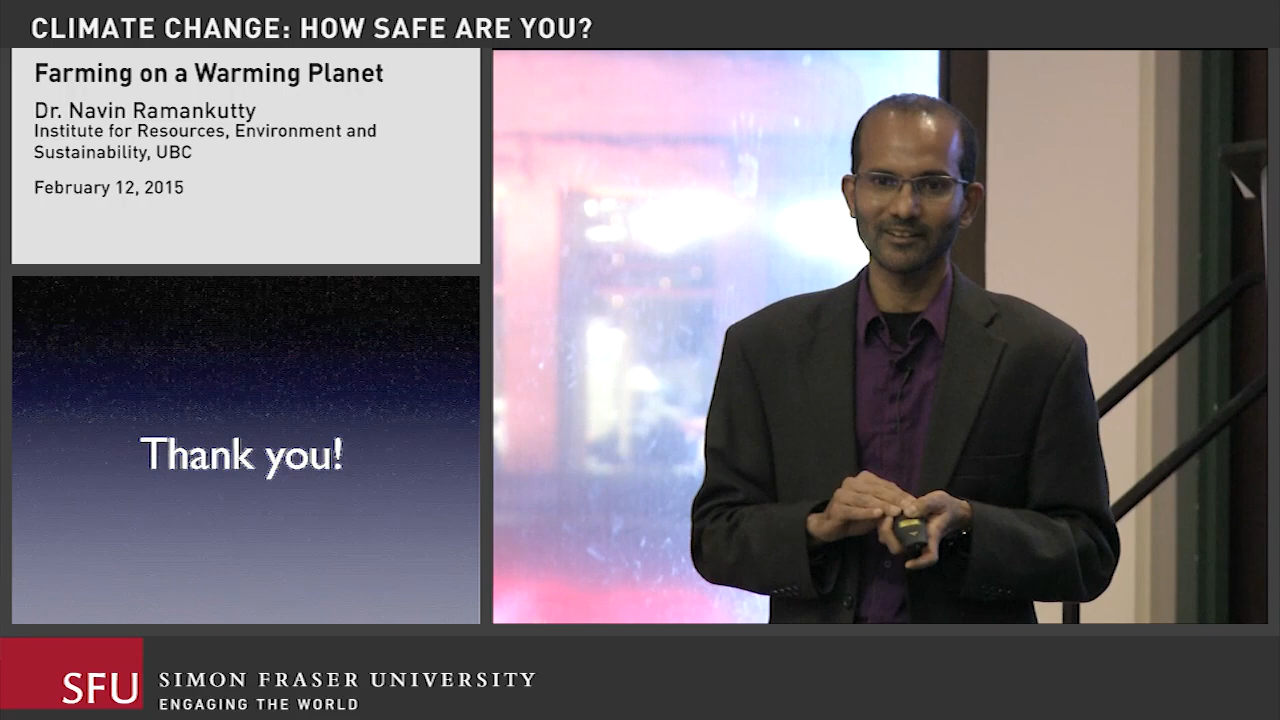 CLIMATE CHANGE: HOW SAFE ARE YOU?
Farming on a Warming Planet
Dr. Navin Ramankutty
Institute for Resources, Environment and
Sustainability, UBC
February 12, 2015
Thank you!
SFU
SIMON FRASER UNIVERSITY
ENGAGING THE WORLD